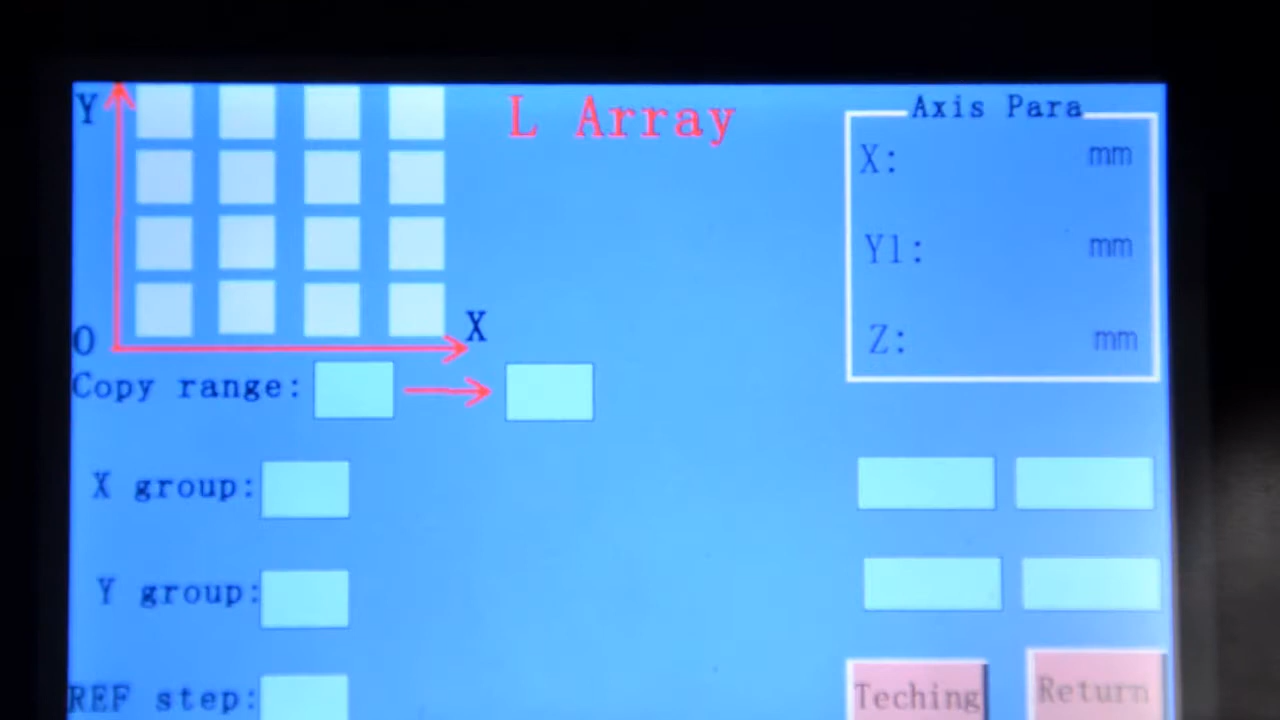 Y
L Array
O
X
Copy range:
X group:
Y group:
REF step:
Axis Para
X: mm
Y1: mm
Z: mm
Teching
Return